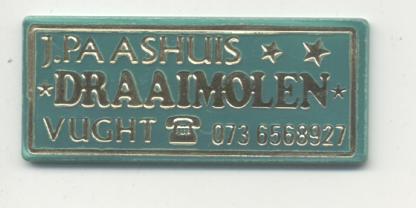 J.PAASHUIS
DRAAIMOLEN
VUGHT 073 6568927